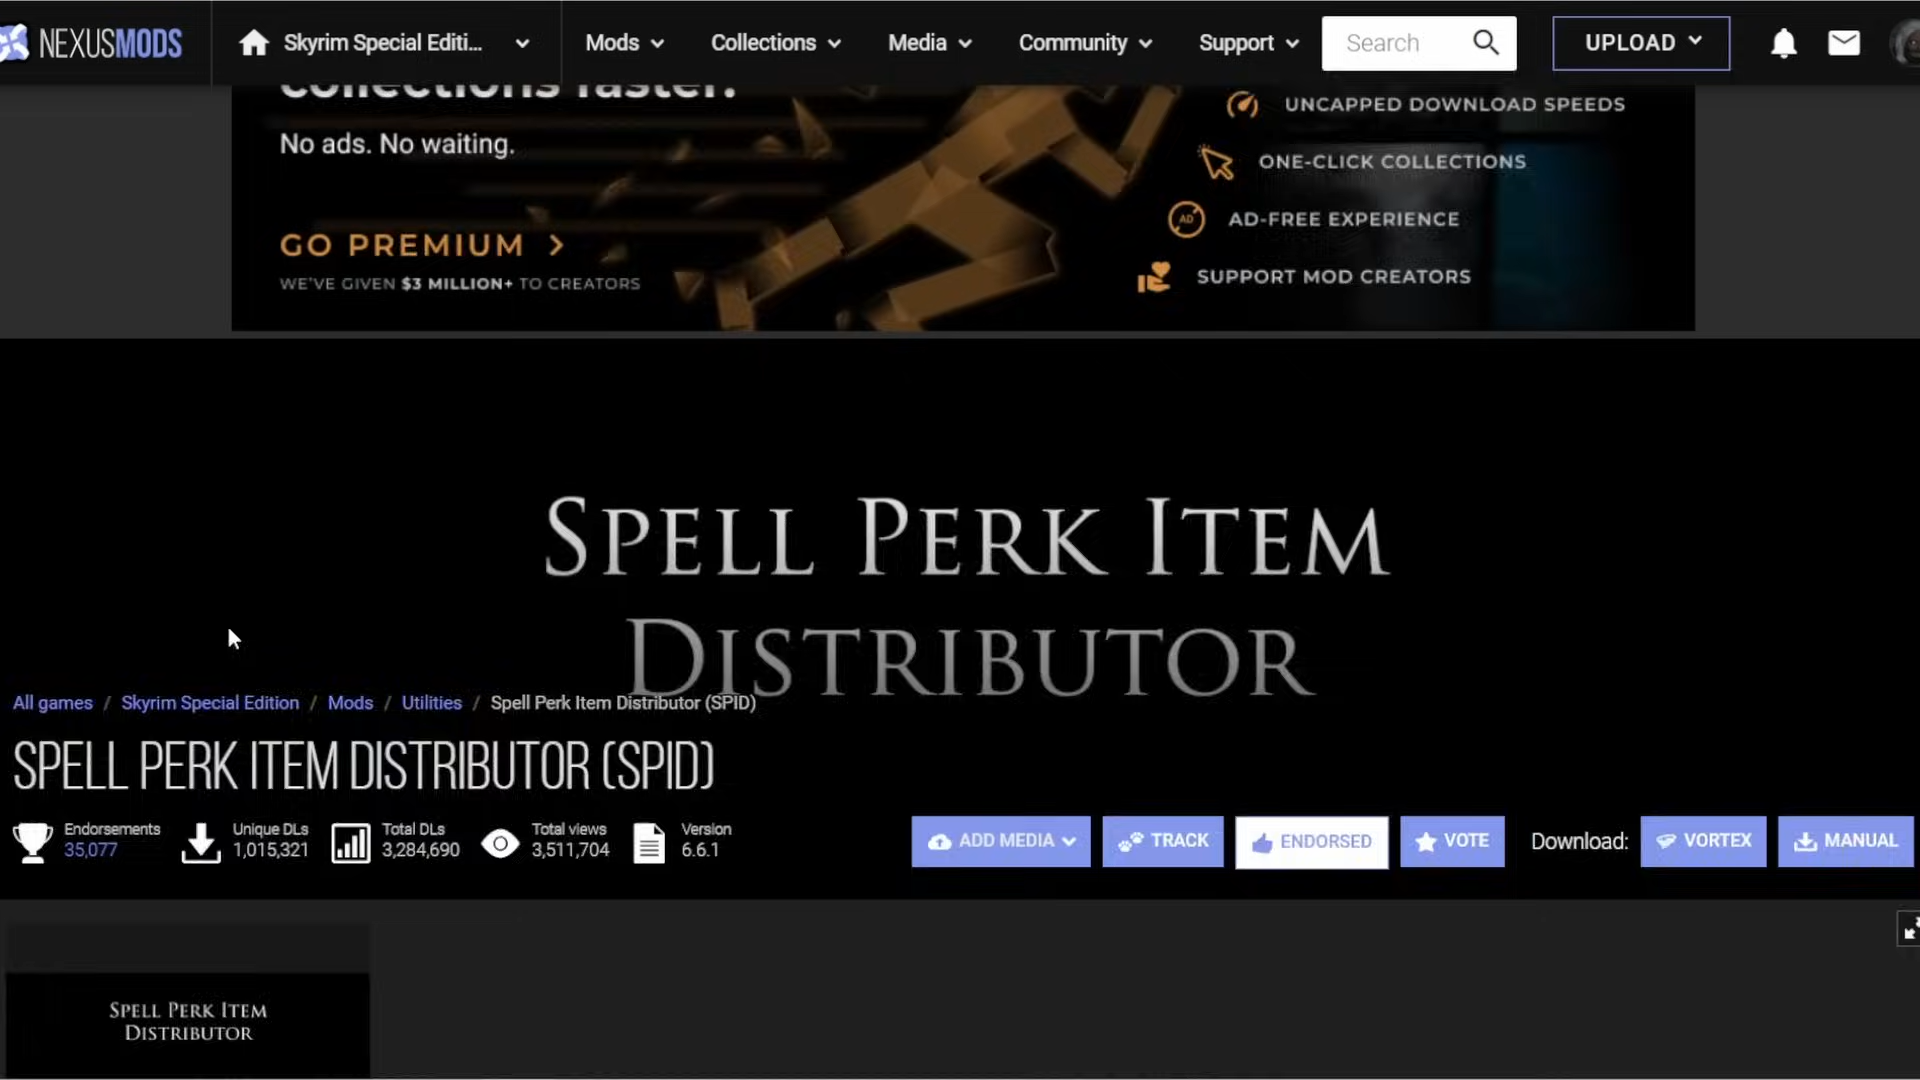 NEXUSMODS
Skyrim Special Editi...
Mods
Collections
Media
Community
Support
Search
UPLOAD
collections faster.
No ads. No waiting.
GO PREMIUM >
WE'VE GIVEN $3 MILLION+ TO CREATORS
UNCAPPED DOWNLOAD SPEEDS
ONE-CLICK COLLECTIONS
AD
AD-FREE EXPERIENCE
SUPPORT MOD CREATORS
SPELL PERK ITEM
DISTRIBUTOR
All games / Skyrim Special Edition / Mods / Utilities / Spell Perk Item Distributor (SPID)
SPELL PERK ITEM DISTRIBUTOR (SPID)
Endorsements
35,077
Unique DLs
1,015,321
Total DLs
3,284,690
Total views
3,511,704
Version
6.6.1
ADD MEDIA
TRACK
ENDORSED
VOTE
Download:
VORTEX
MANUAL
SPELL PERK ITEM
DISTRIBUTOR